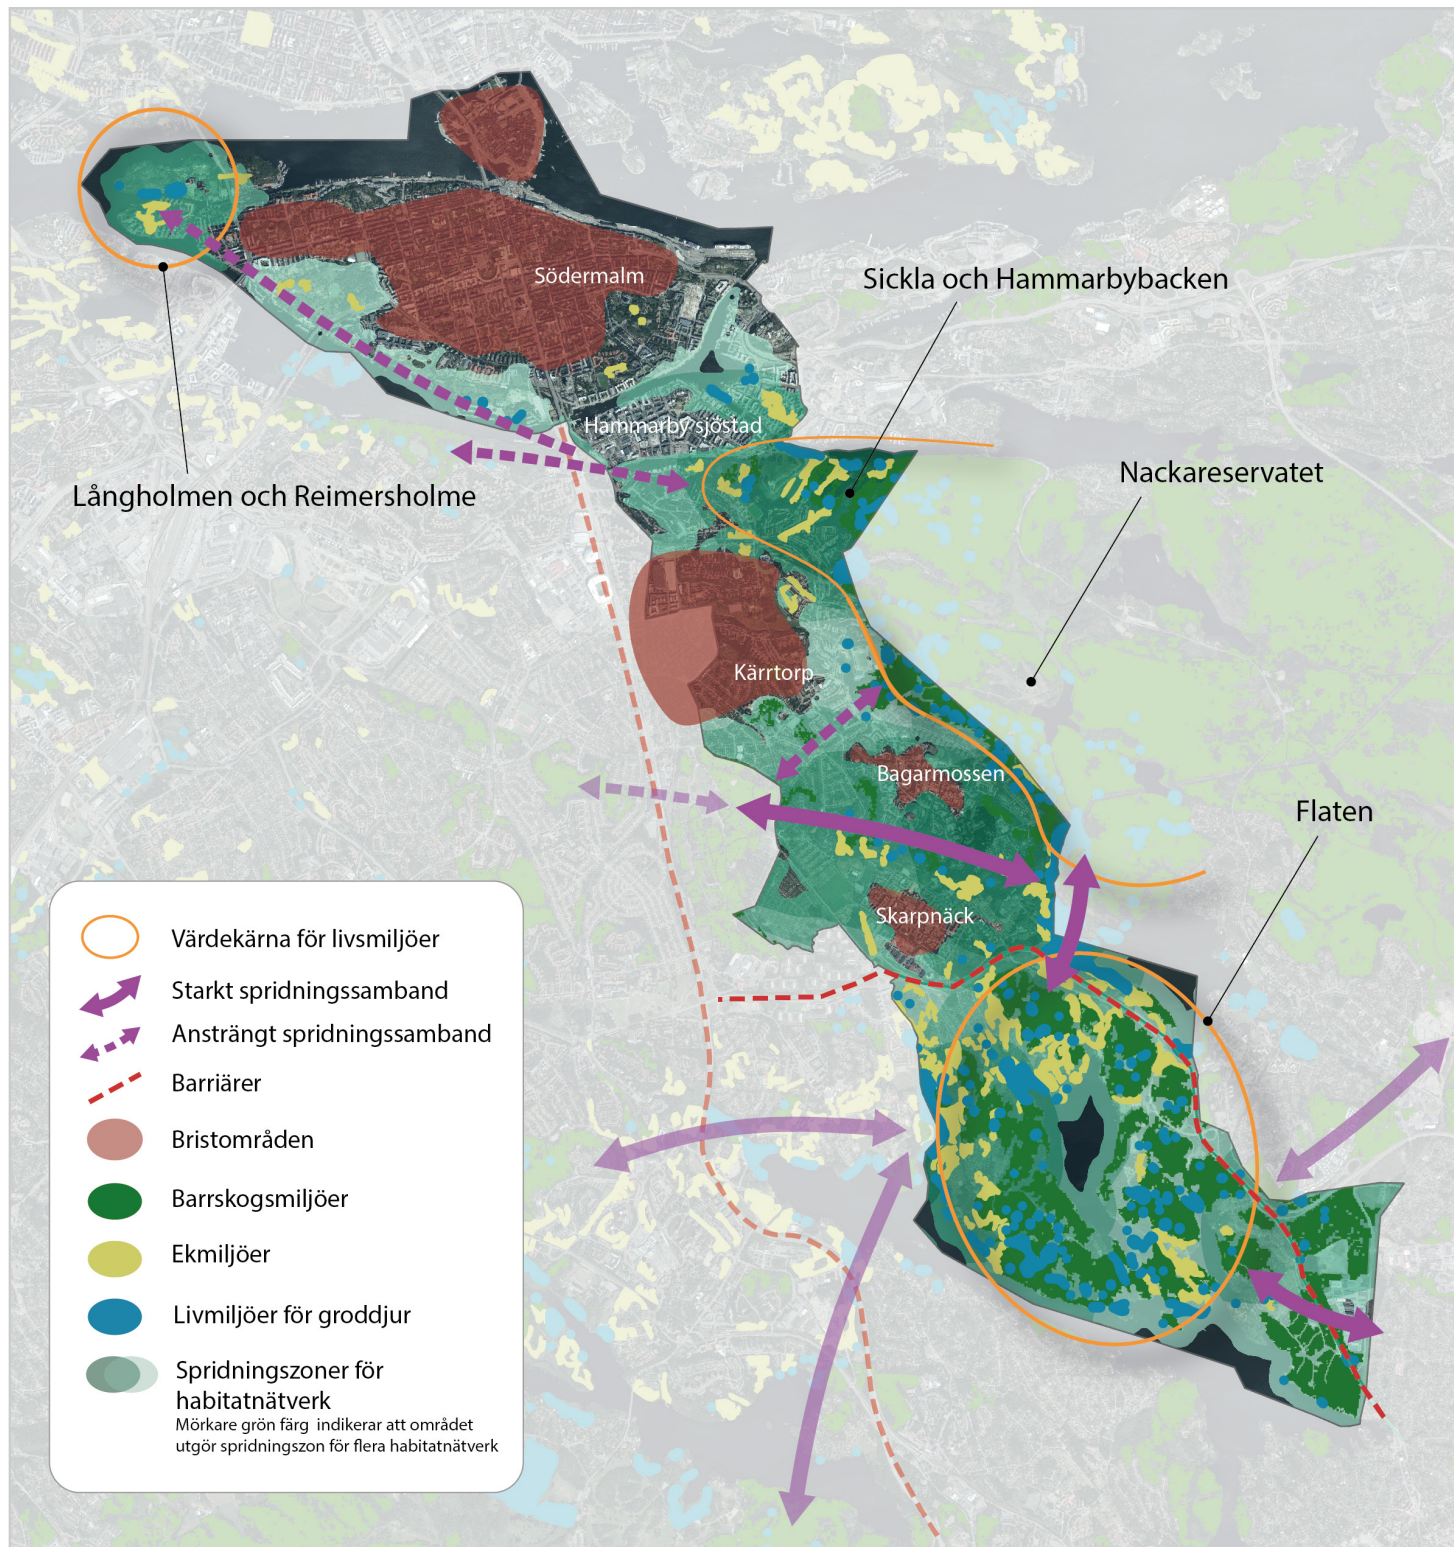 Södermalm
Sickla och Hammarbybacken
Hammarby sjöstad
Nackareservatet
Långholmen och Reimersholme
Kärrtorp
Bagarmossen
Flaten
Skarpnäck
Värdekärna för livsmiljöer
Starkt spridningssamband
Ansträngt spridningssamband
Barriärer
Bristområden
Barrskogsmiljöer
Ekmiljöer
Livmiljöer för groddjur
Spridningszoner för
habitatnätverk
Mörkare grön färg indikerar att området
utgör spridningszon för flera habitatnätverk